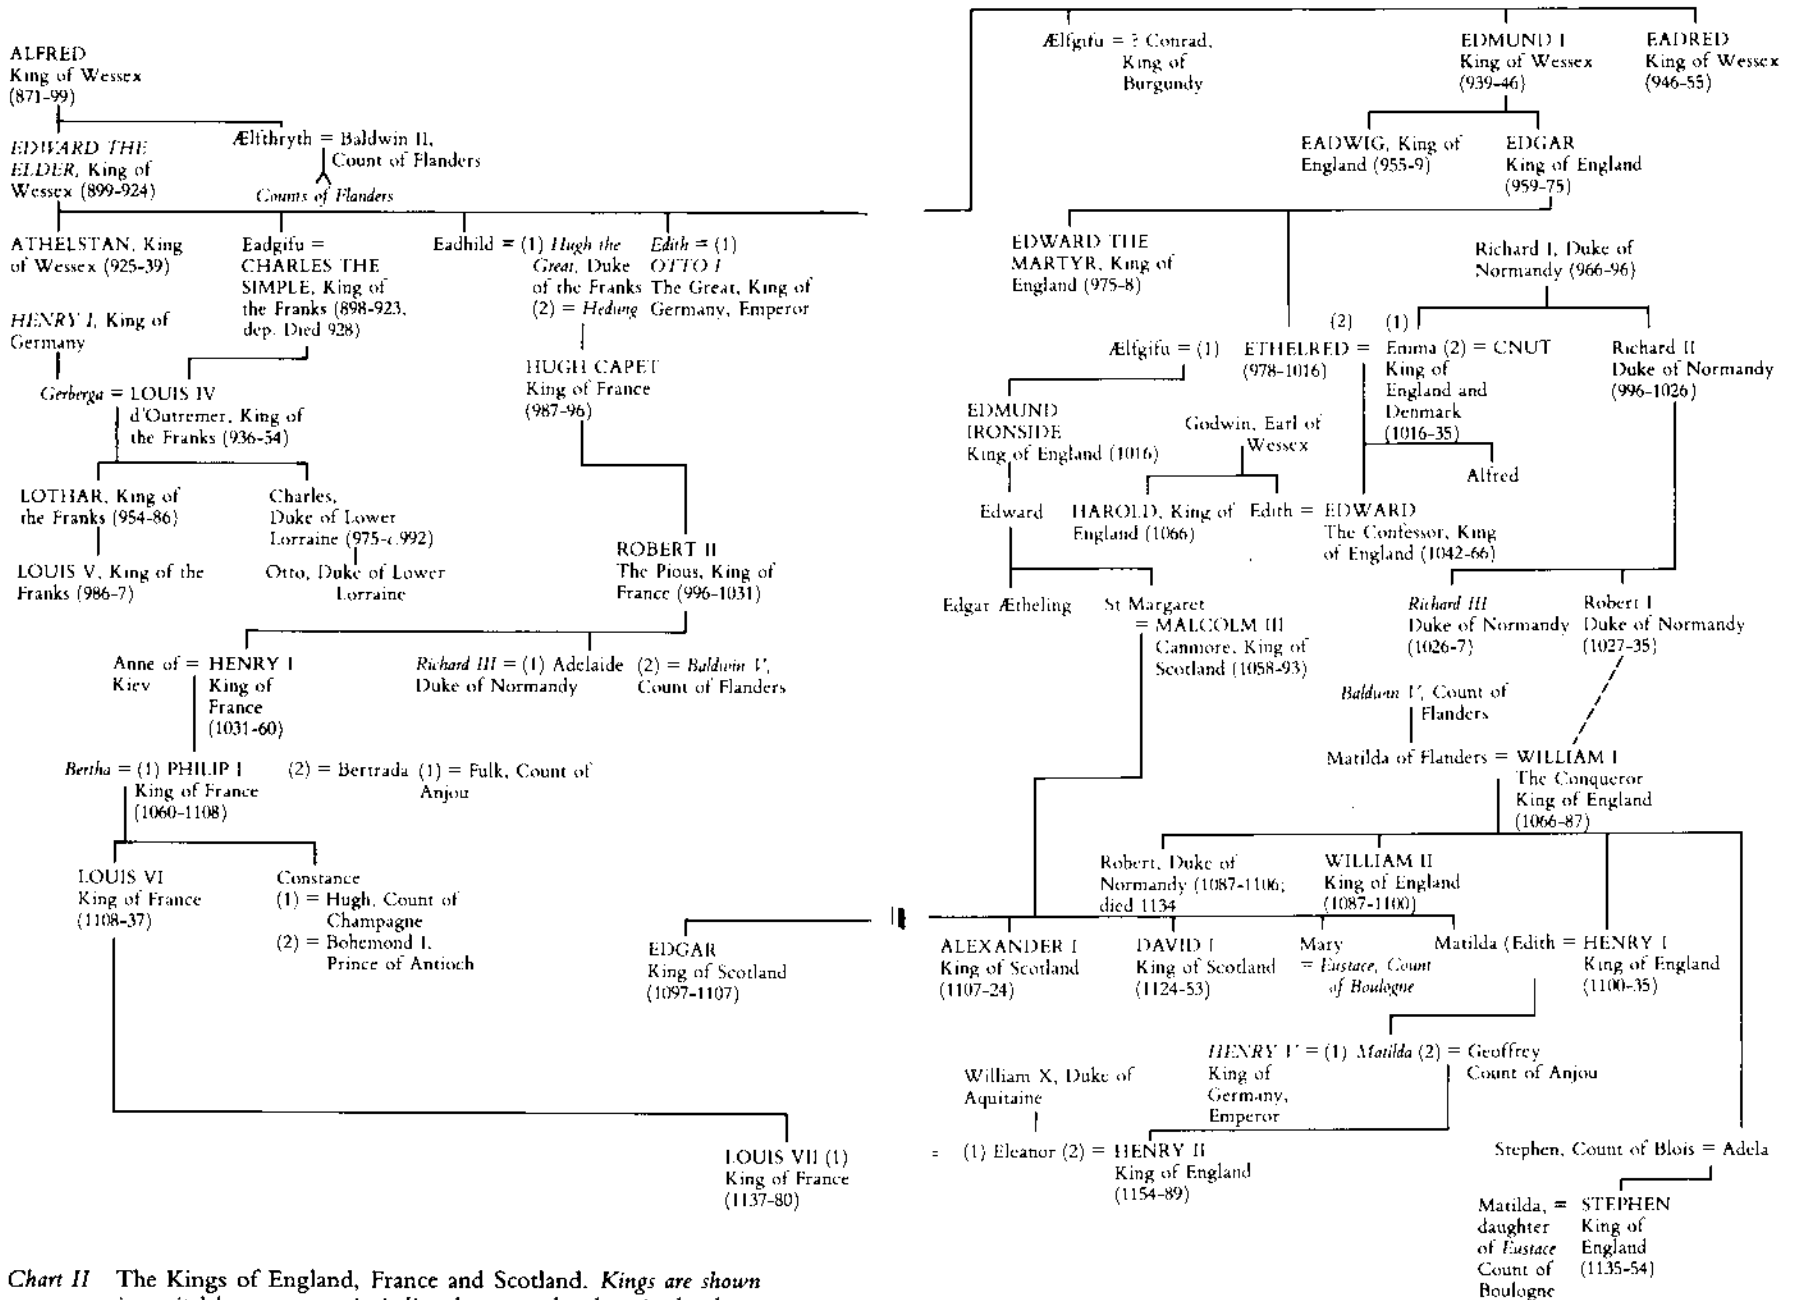 ALFRED
King of Wessex
(871-99)
EDWARD THE
ELDER, King of
Wessex (899-924)
Ælfthryth = Baldwin II,
Count of Flanders
Counts of Flanders
ATHELSTAN, King
of Wessex (925-39)
Eadgifu =
CHARLES THE
SIMPLE, King of
the Franks (898-923,
dep. Died 928)
Eadhild = (1) Hugh the
Great, Duke
of the Franks
(2) = Hedwig
Edith = (1)
OTTO I
The Great, King of
Germany, Emperor
HENRY I, King of
Germany
Gerberga = LOUIS IV
d'Outremer, King of
the Franks (936-54)
HUGH CAPET
King of France
(987-96)
LOTHAR, King of
the Franks (954-86)
Charles,
Duke of Lower
Lorraine (975-c.992)
LOUIS V, King of the
Franks (986-7)
Otto, Duke of Lower
Lorraine
ROBERT II
The Pious, King of
France (996-1031)
Anne of = HENRY I
Kiev
King of
France
(1031-60)
Richard III = (1) Adelaide (2) = Baldwin V,
Duke of Normandy
Count of Flanders
Bertha = (1) PHILIP I (2) = Bertrada (1) = Fulk, Count of
King of France
(1060-1108)
Anjou
LOUIS VI
King of France
(1108-37)
Constance
(1) = Hugh, Count of
Champagne
(2) = Bohemond I,
Prince of Antioch
EDGAR
King of Scotland
(1097-1107)
LOUIS VII (1)
King of France
(1137-80)
Ælfgifu = ? Conrad,
King of
Burgundy
EDMUND I
King of Wessex
(939-46)
EADRED
King of Wessex
(946-55)
EADWIG, King of
England (955-9)
EDGAR
King of England
(959-75)
EDWARD THE
MARTYR, King of
England (975-8)
Richard I, Duke of
Normandy (966-96)
(2) (1)
Ælfgifu = (1) ETHELRED = Emma (2) = CNUT
(978-1016)
King of
England and
Denmark
(1016-35)
Richard II
Duke of Normandy
(996-1026)
EDMUND
IRONSIDE
King of England (1016)
Godwin, Earl of
Wessex
Alfred
Edward
HAROLD, King of
England (1066)
Edith = EDWARD
The Confessor, King
of England (1042-66)
Edgar Ætheling
St Margaret
= MALCOLM III
Canmore, King of
Scotland (1058-93)
Richard III
Duke of Normandy
(1026-7)
Robert I
Duke of Normandy
(1027-35)
Baldwin V, Count of
Flanders
Matilda of Flanders = WILLIAM I
The Conqueror
King of England
(1066-87)
Robert, Duke of
Normandy (1087-1106;
died 1134
WILLIAM II
King of England
(1087-1100)
ALEXANDER I
King of Scotland
(1107-24)
DAVID I
King of Scotland
(1124-53)
Mary
= Eustace, Count
of Boulogne
Matilda (Edith = HENRY I
King of England
(1100-35)
HENRY V = (1) Matilda (2) = Geoffrey
King of
Germany,
Emperor
Count of Anjou
William X, Duke of
Aquitaine
= (1) Eleanor (2) = HENRY II
King of England
(1154-89)
Stephen, Count of Blois = Adela
Matilda, = STEPHEN
daughter
of Eustace
Count of
Boulogne
King of
England
(1135-54)
Chart II The Kings of England, France and Scotland. Kings are shown